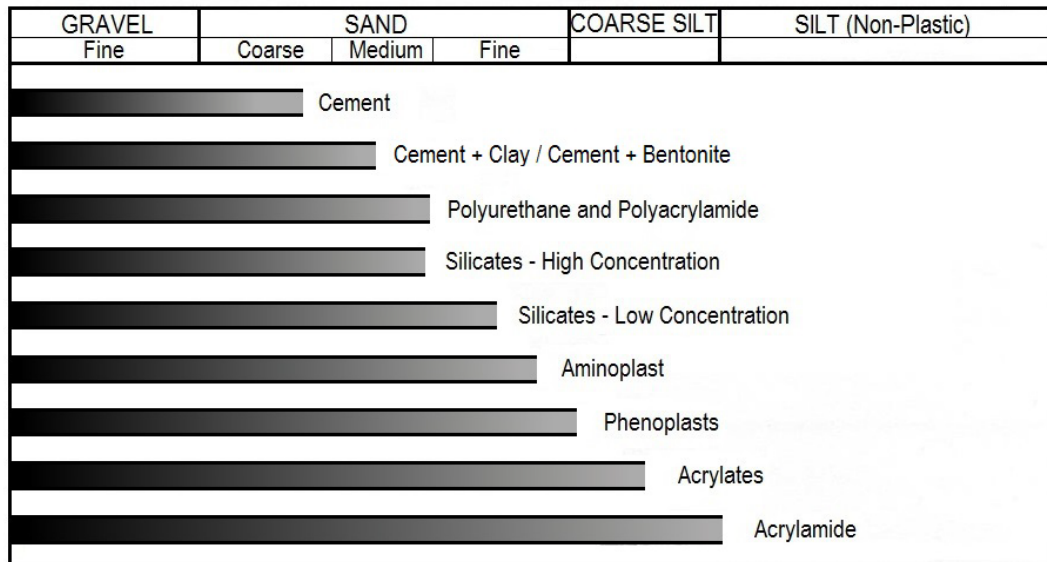 GRAVEL SAND COARSE SILT SILT (Non-Plastic)
Fine Coarse Medium Fine
Cement
Cement + Clay / Cement + Bentonite
Polyurethane and Polyacrylamide
Silicates - High Concentration
Silicates - Low Concentration
Aminoplast
Phenoplasts
Acrylates
Acrylamide